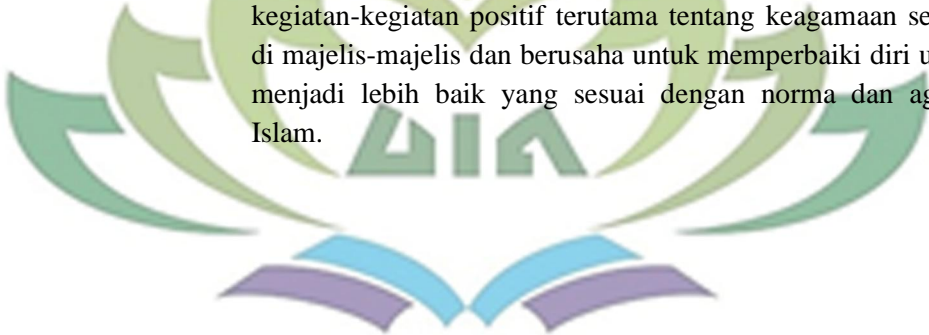 kegiatan-kegiatan positif terutama tentang keagamaan se
di majelis-majelis dan berusaha untuk memperbaiki diri u
menjadi lebih baik yang sesuai dengan norma dan ag
Islam.
UIN